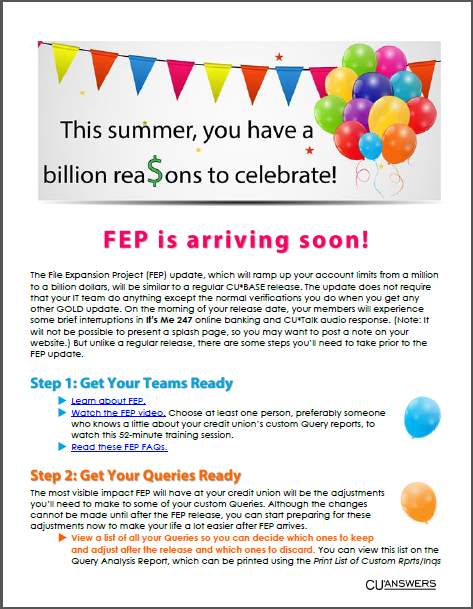 This summer, you have a
billion rea$ons to celebrate!
FEP is arriving soon!
The File Expansion Project (FEP) update, which will ramp up your account limits from a million
to a billion dollars, will be similar to a regular CU*BASE release. The update does not require
that your IT team do anything except the normal verifications you do when you get any
other GOLD update. On the morning of your release date, your members will experience
some brief interruptions in It's Me 247 online banking and CU*Talk audio response. (Note: It
will not be possible to present a splash page, so you may want to post a note on your
website.) But unlike a regular release, there are some steps you'll need to take prior to the
FEP update.
Step 1: Get Your Teams Ready
Learn about FEP.
Watch the FEP video. Choose at least one person, preferably someone
who knows a little about your credit union's custom Query reports, to
watch this 52-minute training session.
Read these FEP FAQs.
Step 2: Get Your Queries Ready
The most visible impact FEP will have at your credit union will be the adjustments
you'll need to make to some of your custom Queries. Although the changes
cannot be made until after the FEP release, you can start preparing for these
adjustments now to make your life a lot easier after FEP arrives.
View a list of all your Queries so you can decide which ones to keep
and adjust after the release and which ones to discard. You can view this list on the
Query Analysis Report, which can be printed using the Print List of Custom Rprts/Inqs
CU*ANSWERS